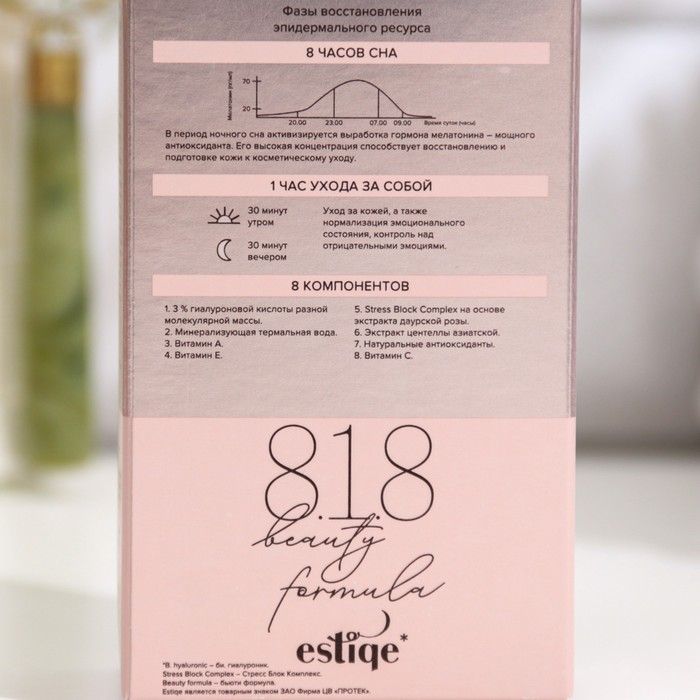 Фазы восстановления
эпидермального ресурса
8 ЧАСОВ СНА
Мелатонин (пг/мл)
70
20
20.00 23.00 07.00 09.00 Время суток (часы)
В период ночного сна активизируется выработка гормона мелатонина – мощного
антиоксиданта. Его высокая концентрация способствует восстановлению и
подготовке кожи к косметическому уходу.
1 ЧАС УХОДА ЗА СОБОЙ
30 минут
утром
30 минут
вечером
Уход за кожей, а также
нормализация эмоционального
состояния, контроль над
отрицательными эмоциями.
8 КОМПОНЕНТОВ
1. 3 % гиалуроновой кислоты разной
молекулярной массы.
2. Минерализующая термальная вода.
3. Витамин А.
4. Витамин Е.
5. Stress Block Complex на основе
экстракта даурской розы.
6. Экстракт центеллы азиатской.
7. Натуральные антиоксиданты.
8. Витамин С.
8.1.8
beauty
formula
estiqe*
*B. hyaluronic – би. гиалуроник.
Stress Block Complex – Стресс Блок Комплекс.
Beauty formula – бьюти формула.
Estiqe является товарным знаком ЗАО Фирма ЦВ «ПРОТЕК».